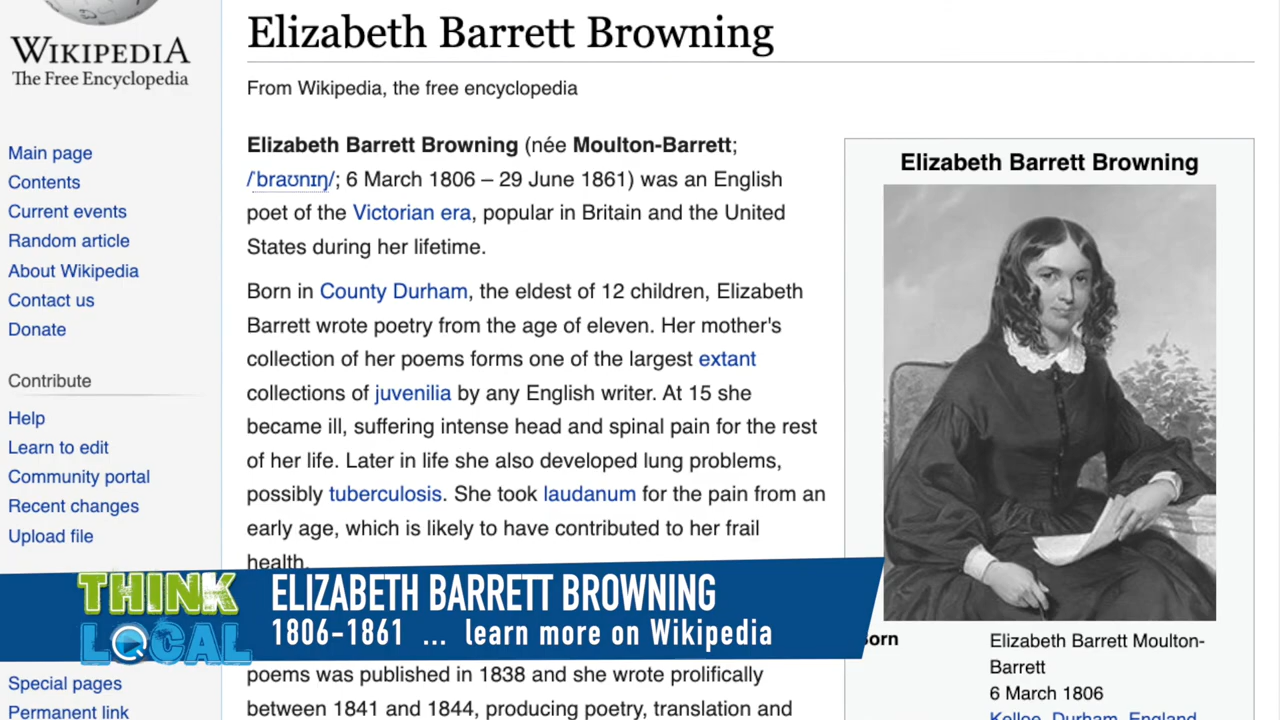 WIKIPEDIA
The Free Encyclopedia
Main page
Contents
Current events
Random article
About Wikipedia
Contact us
Donate
Contribute
Help
Learn to edit
Community portal
Recent changes
Upload file
Special pages
Permanent link
Elizabeth Barrett Browning
From Wikipedia, the free encyclopedia
Elizabeth Barrett Browning (née Moulton-Barrett;
/ˈbraʊnɪŋ/; 6 March 1806 – 29 June 1861) was an English
poet of the Victorian era, popular in Britain and the United
States during her lifetime.
Born in County Durham, the eldest of 12 children, Elizabeth
Barrett wrote poetry from the age of eleven. Her mother's
collection of her poems forms one of the largest extant
collections of juvenilia by any English writer. At 15 she
became ill, suffering intense head and spinal pain for the rest
of her life. Later in life she also developed lung problems,
possibly tuberculosis. She took laudanum for the pain from an
early age, which is likely to have contributed to her frail
health.
poems was published in 1838 and she wrote prolifically
between 1841 and 1844, producing poetry, translation and
Elizabeth Barrett Browning
Born
Elizabeth Barrett Moulton-
Barrett
6 March 1806
Kelloe, Durham, England
THINK
LOCAL
ELIZABETH BARRETT BROWNING
1806-1861 ... learn more on Wikipedia